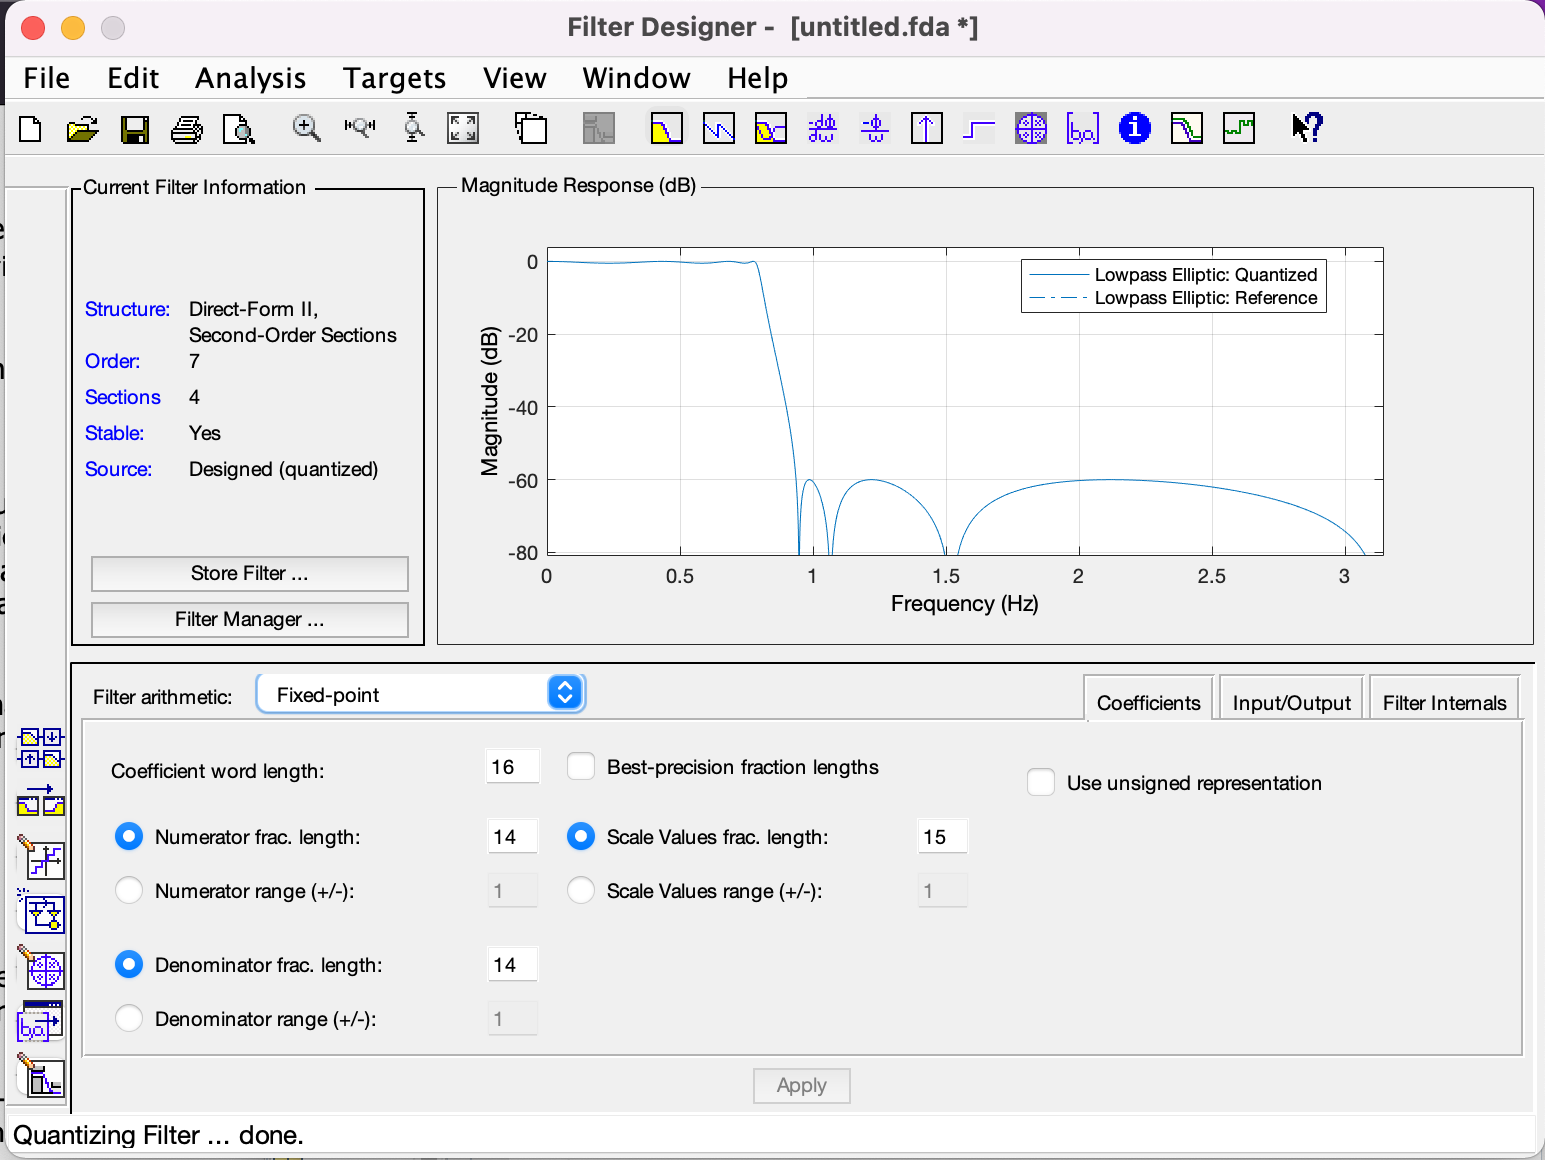 Filter Designer - [untitled.fda *]
File Edit Analysis Targets View Window Help
Current Filter Information
Structure: Direct-Form II,
Second-Order Sections
Order: 7
Sections 4
Stable: Yes
Source: Designed (quantized)
Store Filter ...
Filter Manager ...
Magnitude Response (dB)
Lowpass Elliptic: Quantized
Lowpass Elliptic: Reference
Magnitude (dB)
0
-20
-40
-60
-80
0 0.5 1 1.5 2 2.5 3
Frequency (Hz)
Filter arithmetic: Fixed-point
Coefficients Input/Output Filter Internals
Coefficient word length: 16 Best-precision fraction lengths Use unsigned representation
Numerator frac. length: 14 Scale Values frac. length: 15
Numerator range (+/-): 1 Scale Values range (+/-): 1
Denominator frac. length: 14
Denominator range (+/-): 1
Apply
Quantizing Filter ... done.